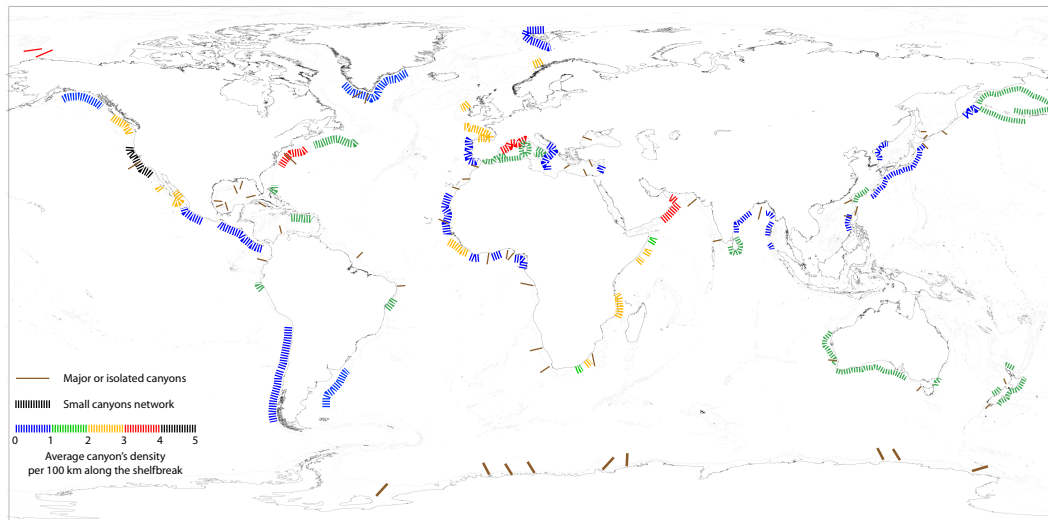 Major or isolated canyons
Small canyons network
0 1 2 3 4 5
Average canyon's density
per 100 km along the shelfbreak